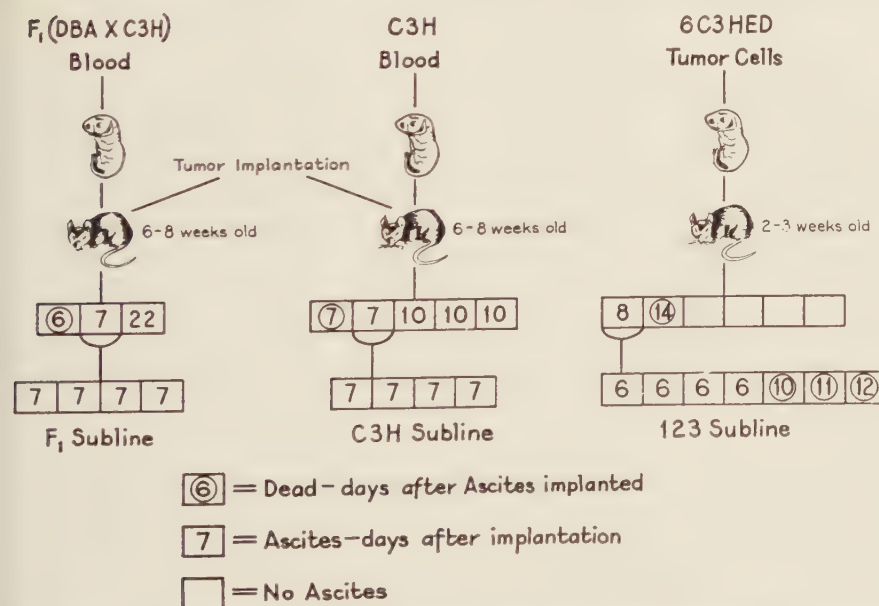 F₁ (DBA X C3H)
Blood
C3H
Blood
6C3HED
Tumor Cells
Tumor Implantation
6-8 weeks old
6-8 weeks old
2-3 weeks old
6 7 22
7 7 10 10 10
8 14
7 7 7 7
7 7 7 7
6 6 6 6 10 11 12
F₁ Subline
C3H Subline
123 Subline
6 = Dead-days after Ascites implanted
7 = Ascites-days after implantation
= No Ascites